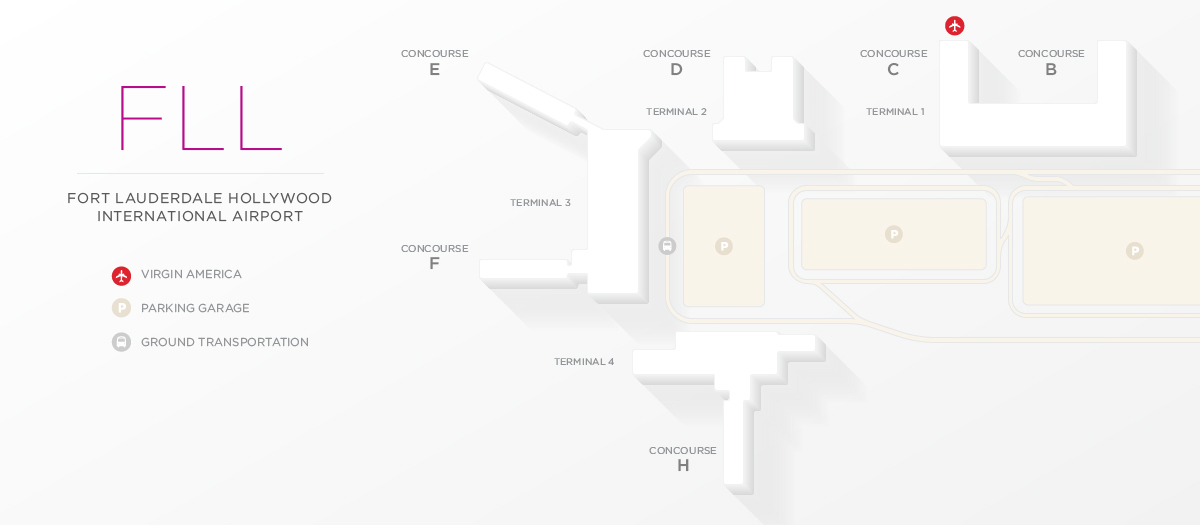 FLL
FORT LAUDERDALE HOLLYWOOD
INTERNATIONAL AIRPORT
VIRGIN AMERICA
P
PARKING GARAGE
GROUND TRANSPORTATION
CONCOURSE
E
CONCOURSE
D
CONCOURSE
C
CONCOURSE
B
TERMINAL 2
TERMINAL 1
TERMINAL 3
CONCOURSE
F
P
P
P
TERMINAL 4
CONCOURSE
H